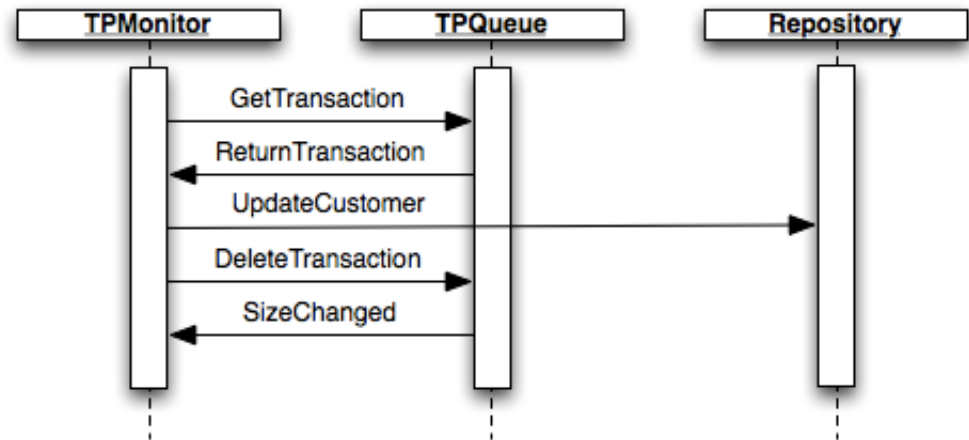 TPMonitor
TPQueue
Repository
GetTransaction
ReturnTransaction
UpdateCustomer
DeleteTransaction
SizeChanged